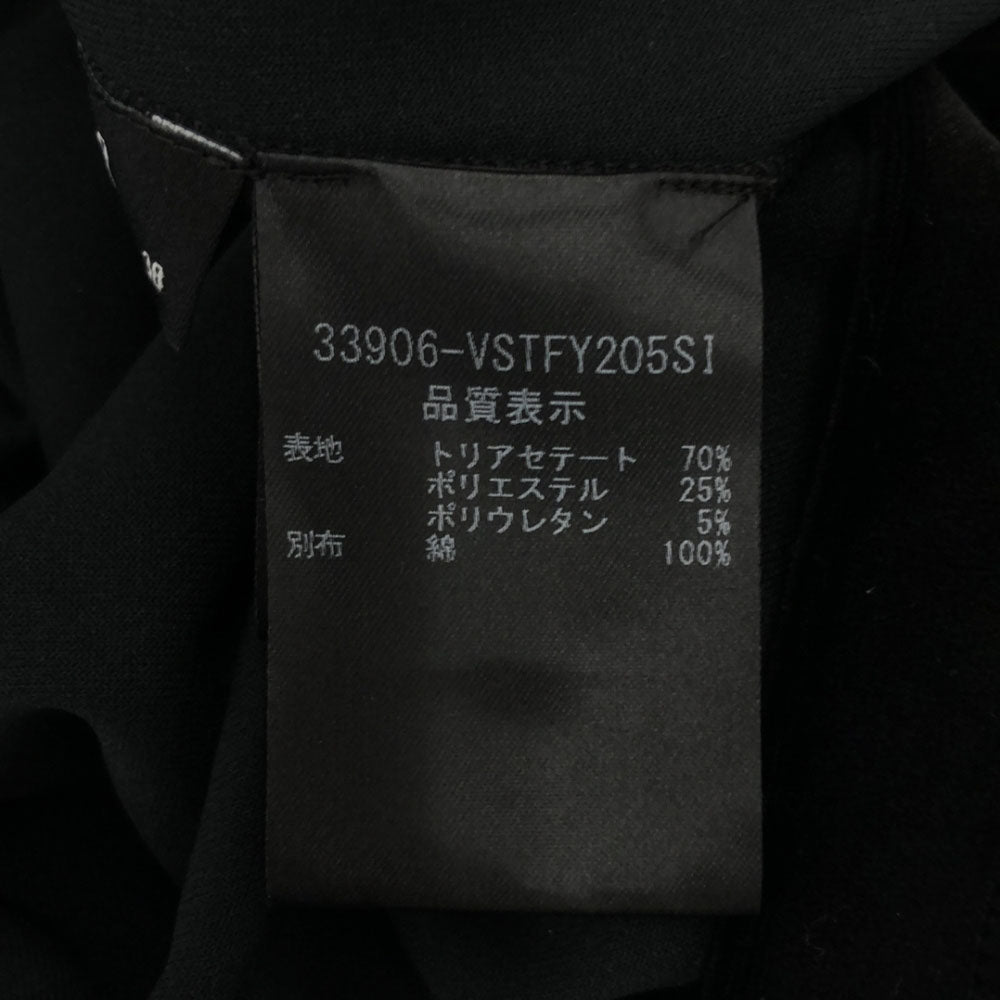 38
33906-VSTFY205SI
品質表示
表地 トリアセテート 70%
ポリエステル 25%
ポリウレタン 5%
別布 綿 100%